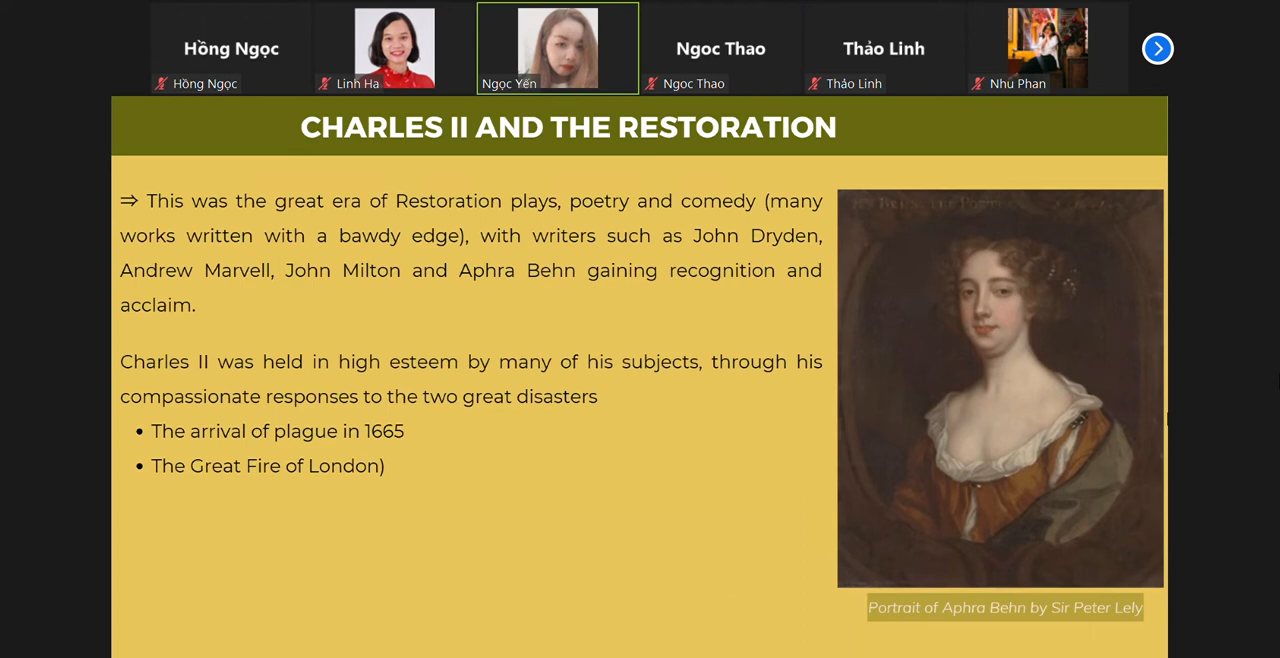 Hồng Ngọc
Ngoc Thao
Thảo Linh
Hồng Ngọc
Linh Ha
Ngọc Yến
Ngoc Thao
Thảo Linh
Nhu Phan
CHARLES II AND THE RESTORATION
⇒ This was the great era of Restoration plays, poetry and comedy (many
works written with a bawdy edge), with writers such as John Dryden,
Andrew Marvell, John Milton and Aphra Behn gaining recognition and
acclaim.
Charles II was held in high esteem by many of his subjects, through his
compassionate responses to the two great disasters
• The arrival of plague in 1665
• The Great Fire of London)
Portrait of Aphra Behn by Sir Peter Lely